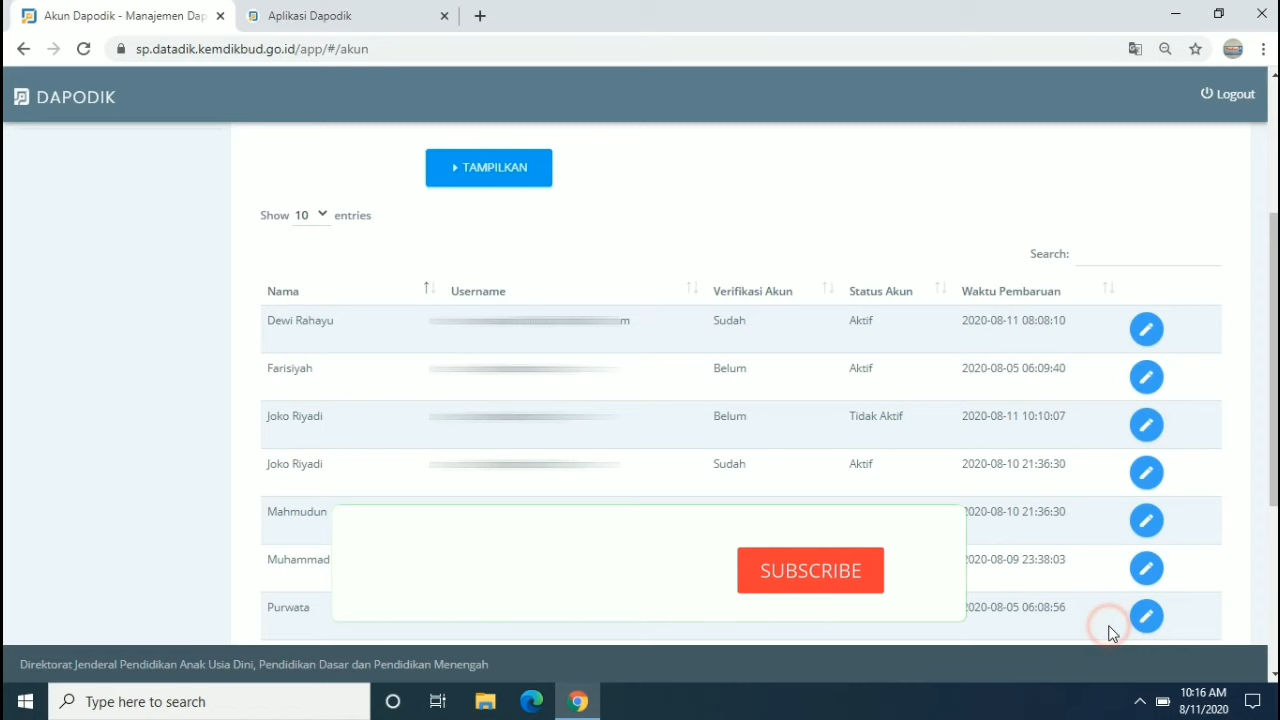 Akun Dapodik - Manajemen Dap
Aplikasi Dapodik
sp.datadik.kemdikbud.go.id/app/#/akun
DAPODIK
Logout
TAMPILKAN
Show 10 entries
Search:
Nama Username Verifikasi Akun Status Akun Waktu Pembaruan
Dewi Rahayu m Sudah Aktif 2020-08-11 08:08:10
Farisiyah Belum Aktif 2020-08-05 06:09:40
Joko Riyadi Belum Tidak Aktif 2020-08-11 10:10:07
Joko Riyadi Sudah Aktif 2020-08-10 21:36:30
Mahmudun 2020-08-10 21:36:30
Muhammad 2020-08-09 23:38:03
SUBSCRIBE
Purwata 2020-08-05 06:08:56
Direktorat Jenderal Pendidikan Anak Usia Dini, Pendidikan Dasar dan Pendidikan Menengah
Type here to search
10:16 AM
8/11/2020